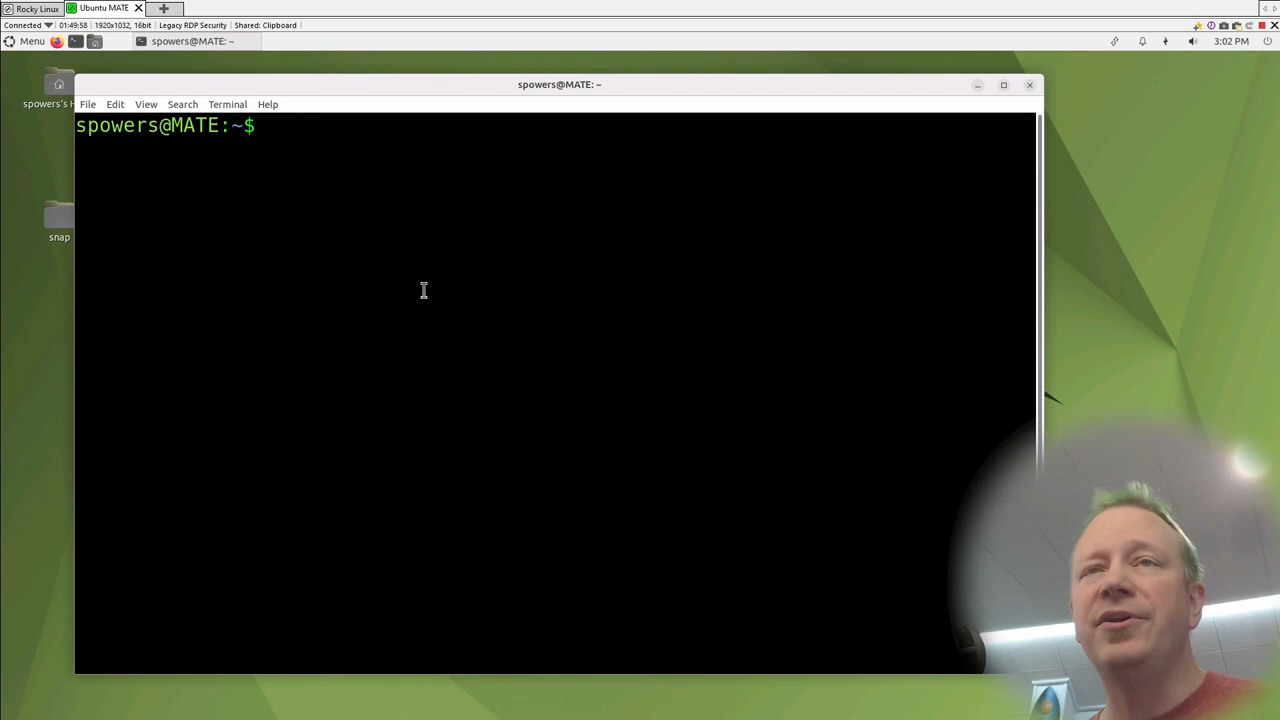 Rocky Linux
Ubuntu MATE
Connected
01:49:58
1920x1032, 16bit
Legacy RDP Security
Shared: Clipboard
Menu
spowers@MATE: ~
3:02 PM
spowers's H
spowers@MATE: ~
File Edit View Search Terminal Help
spowers@MATE:~$
snap